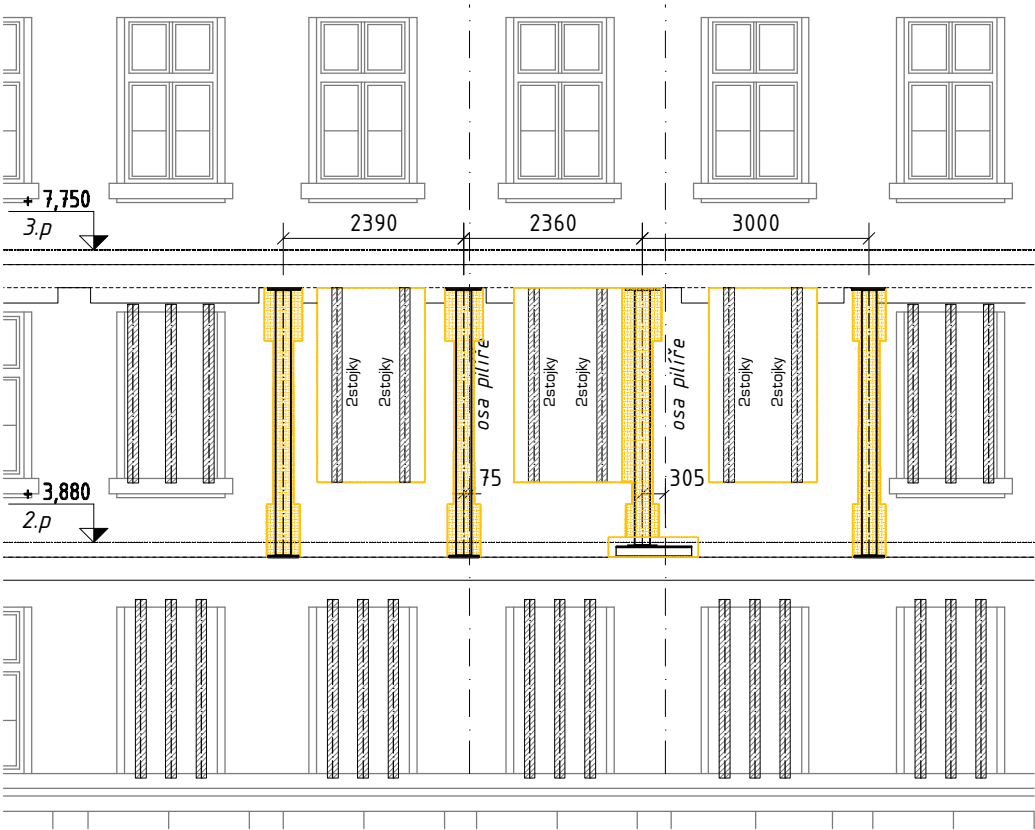 + 7,750
3.p
2390
2360
3000
2stojky
2stojky
osa pilíře
2stojky
2stojky
osa pilíře
2stojky
2stojky
75
305
+ 3,880
2.p